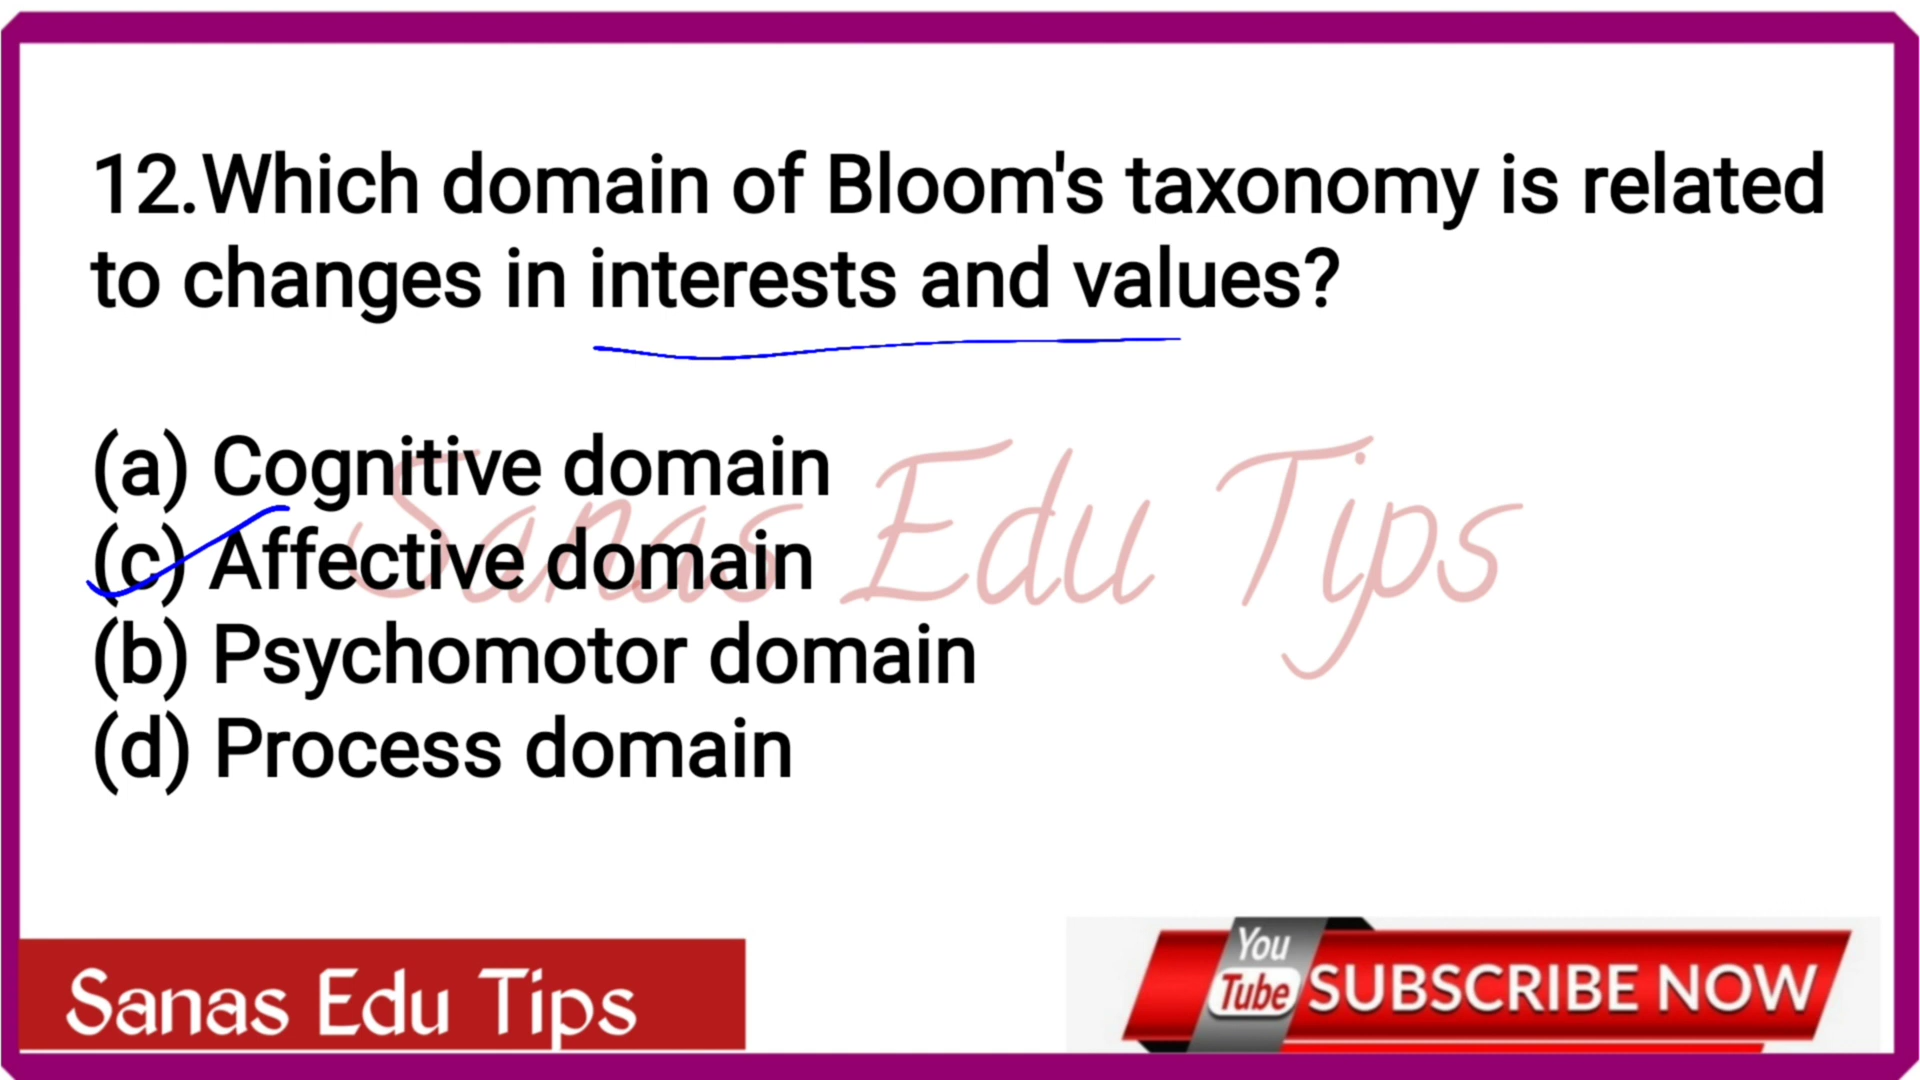 12.Which domain of Bloom's taxonomy is related
to changes in interests and values?
(a) Cognitive domain
(c) Affective domain
(b) Psychomotor domain
(d) Process domain
Sanas Edu Tips
Sanas Edu Tips
You
Tube SUBSCRIBE NOW